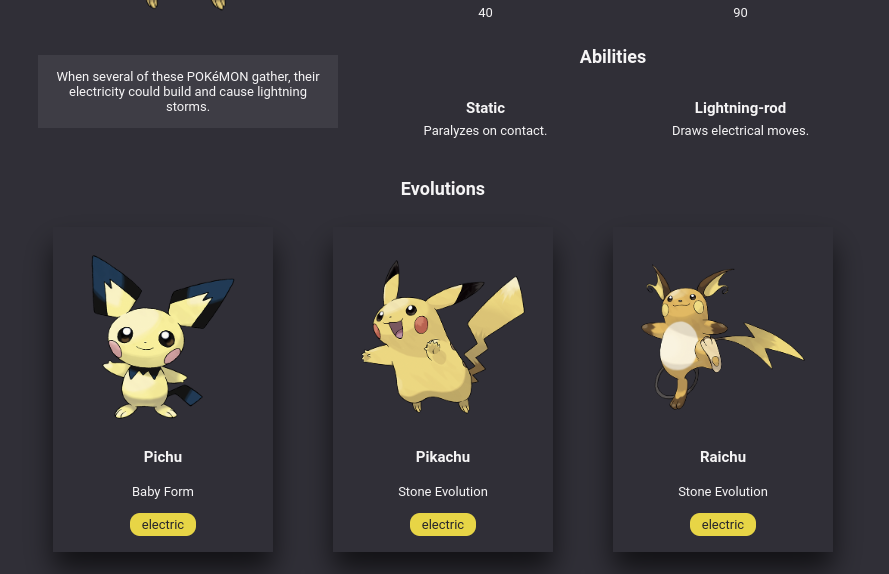 40
90
Abilities
When several of these POKéMON gather, their
electricity could build and cause lightning
storms.
Static
Lightning-rod
Paralyzes on contact.
Draws electrical moves.
Evolutions
Pichu
Pikachu
Raichu
Baby Form
Stone Evolution
Stone Evolution
electric
electric
electric